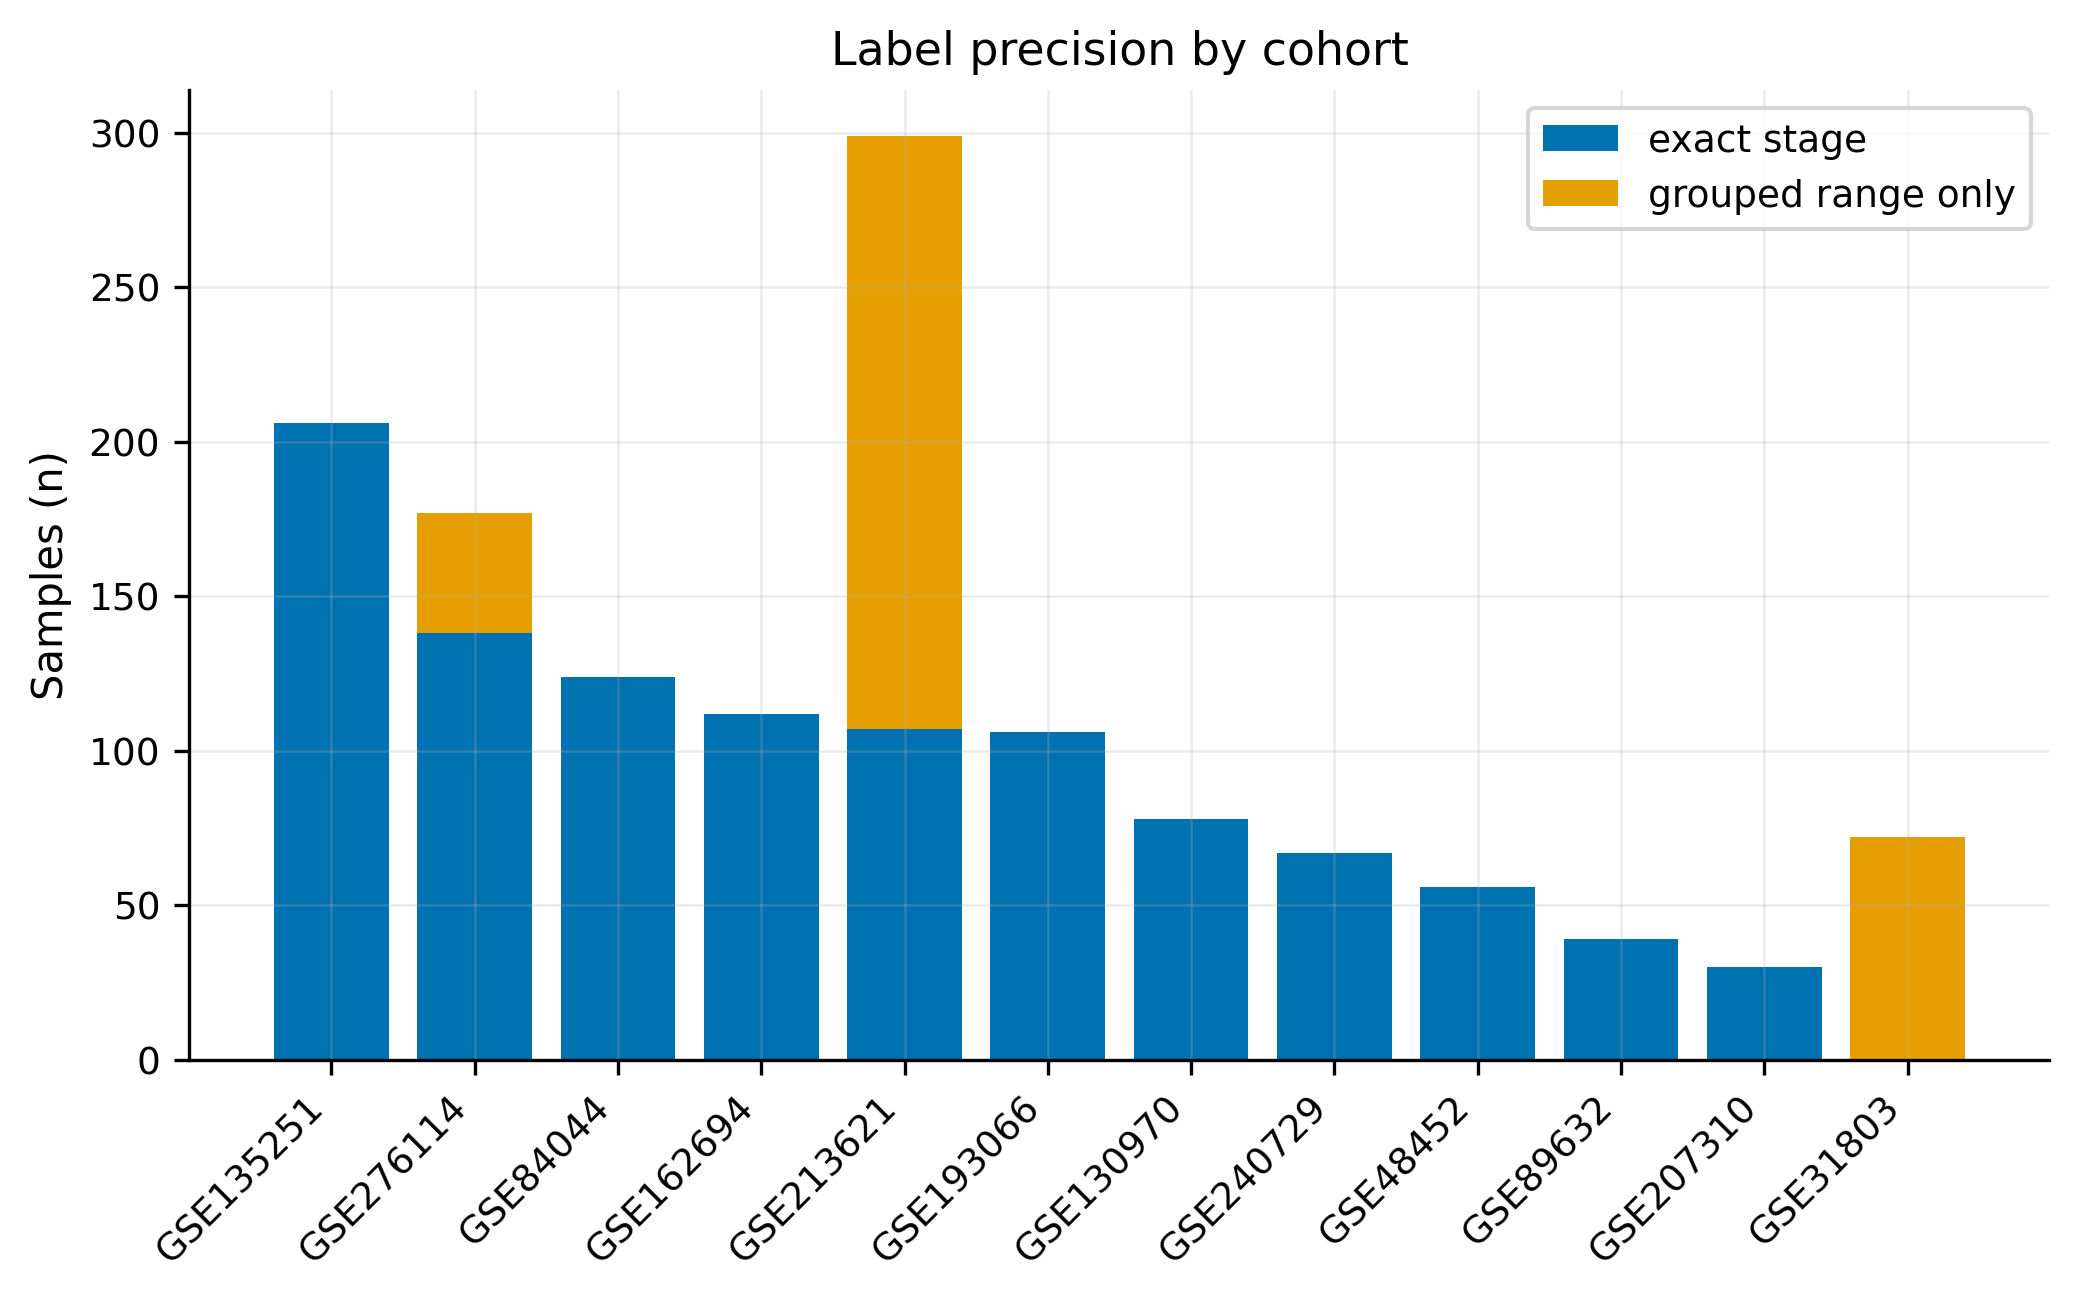 Label precision by cohort
exact stage
grouped range only
Samples (n)
300
250
200
150
100
50
0
GSE135251
GSE276114
GSE84044
GSE162694
GSE213621
GSE193066
GSE130970
GSE240729
GSE48452
GSE89632
GSE207310
GSE31803